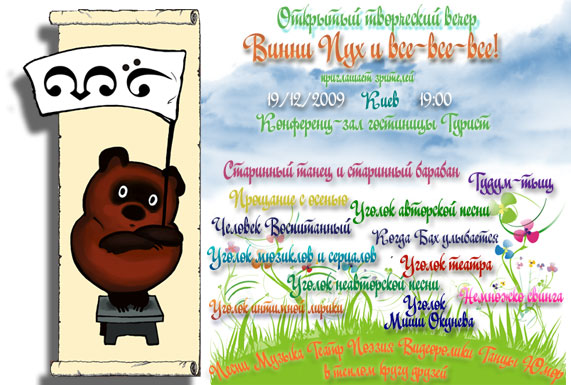 Открытый творческий вечер
Винни Пух и все-все-все!
приглашает зрителей
19/12/2009 Киев 19:00
Конференц-зал гостиницы Турист
Старинный танец и старинный барабан
Тудум-тыщ
Прощание с осенью
Уголок авторской песни
Человек Воспитанный
Когда Бах улыбается
Уголок мюзиклов и серцалов
Уголок театра
Уголок неавторской песни
Немножко свинга
Уголок интимной лирики
Уголок
Миши Окунева
Песни Музыка Театр Поэзия Видеоролики Танцы Юмор
в теплом кругу друзей